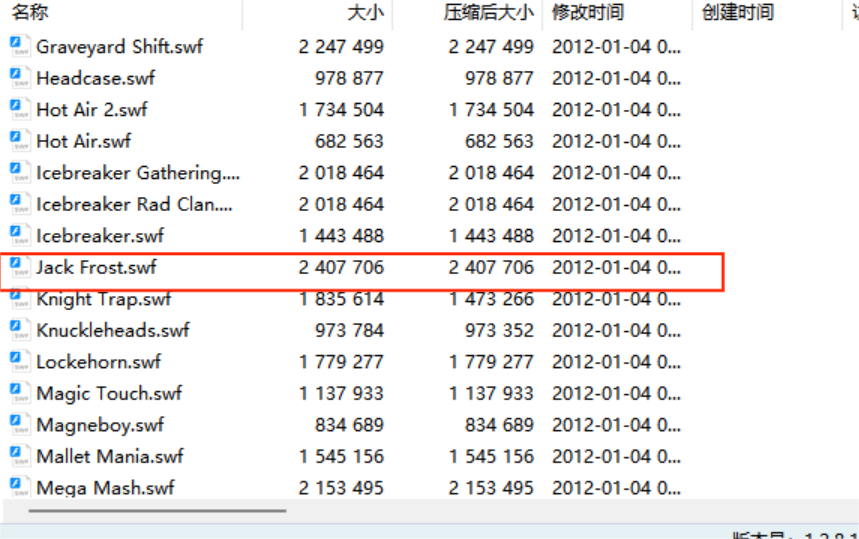 名称 大小 压缩后大小 修改时间 创建时间
Graveyard Shift.swf 2 247 499 2 247 499 2012-01-04 0...
Headcase.swf 978 877 978 877 2012-01-04 0...
Hot Air 2.swf 1 734 504 1 734 504 2012-01-04 0...
Hot Air.swf 682 563 682 563 2012-01-04 0...
Icebreaker Gathering.... 2 018 464 2 018 464 2012-01-04 0...
Icebreaker Rad Clan.... 2 018 464 2 018 464 2012-01-04 0...
Icebreaker.swf 1 443 488 1 443 488 2012-01-04 0...
Jack Frost.swf 2 407 706 2 407 706 2012-01-04 0...
Knight Trap.swf 1 835 614 1 473 266 2012-01-04 0...
Knuckleheads.swf 973 784 973 352 2012-01-04 0...
Lockehorn.swf 1 779 277 1 779 277 2012-01-04 0...
Magic Touch.swf 1 137 933 1 137 933 2012-01-04 0...
Magneboy.swf 834 689 834 689 2012-01-04 0...
Mallet Mania.swf 1 545 156 1 545 156 2012-01-04 0...
Mega Mash.swf 2 153 495 2 153 495 2012-01-04 0...